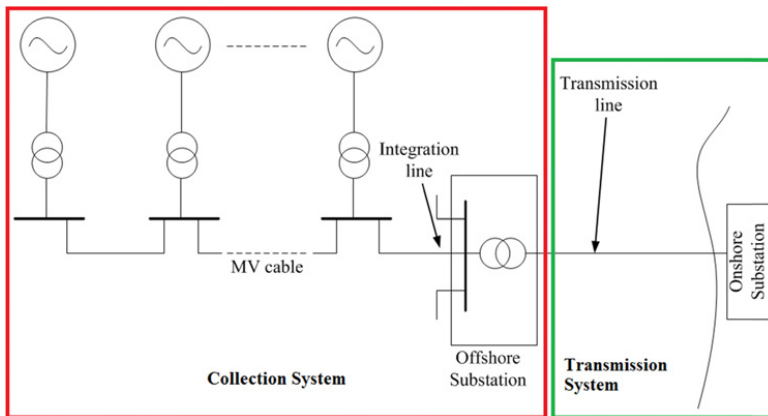 Transmission
line
Integration
line
MV cable
Onshore
Substation
Offshore
Substation
Collection System
Transmission
System